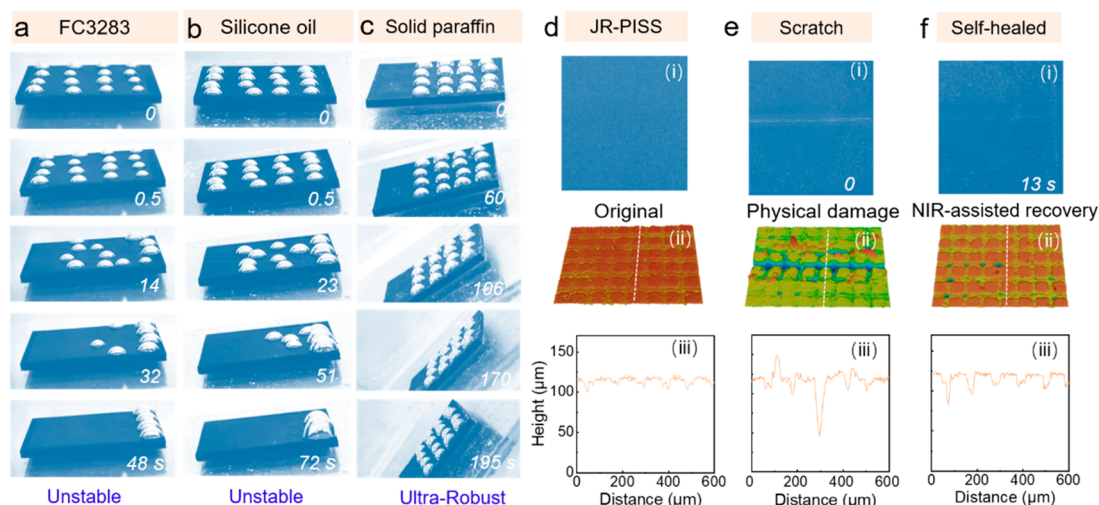 a FC3283
0
0.5
14
32
48 s
Unstable
b Silicone oil
0
0.5
23
51
72 s
Unstable
c Solid paraffin
0
60
106
170
195 s
Ultra-Robust
d JR-PISS
(i)
Original
(ii)
(iii)
Height (μm)
150
100
50
0
0 200 400 600
Distance (μm)
e Scratch
(i)
0
Physical damage
(ii)
(iii)
0 200 400 600
Distance (μm)
f Self-healed
(i)
13 s
NIR-assisted recovery
(ii)
(iii)
0 200 400 600
Distance (μm)